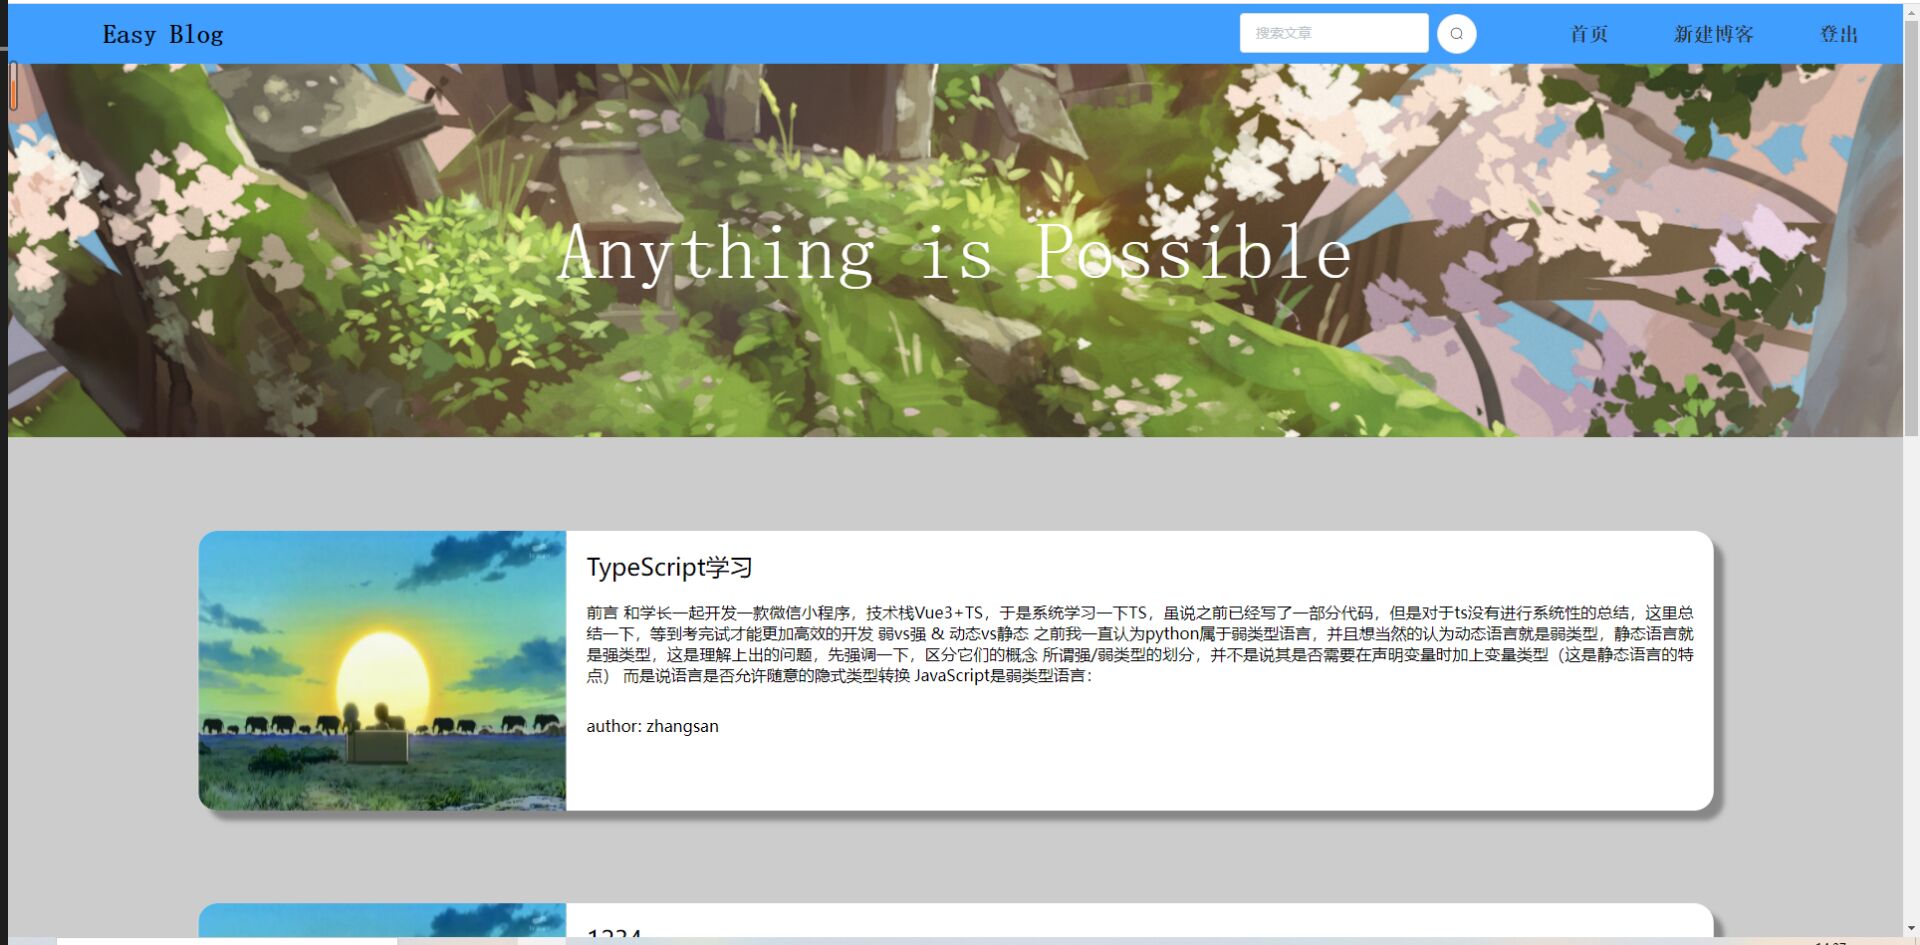 Easy Blog
搜索文章
首页
新建博客
登出
Anything is Possible
TypeScript学习
前言 和学长一起开发一款微信小程序，技术栈Vue3+TS，于是系统学习一下TS，虽说之前已经写了一部分代码，但是对于ts没有进行系统性的总结，这里总
结一下，等到考完试才能更加高效的开发 弱vs强 & 动态vs静态 之前我一直认为python属于弱类型语言，并且想当然的认为动态语言就是弱类型，静态语言就
是强类型，这是理解上出的问题，先强调一下，区分它们的概念 所谓强/弱类型的划分，并不是说其是否需要在声明变量时加上变量类型（这是静态语言的特
点） 而是说语言是否允许随意的隐式类型转换 JavaScript是弱类型语言：
author: zhangsan
1234